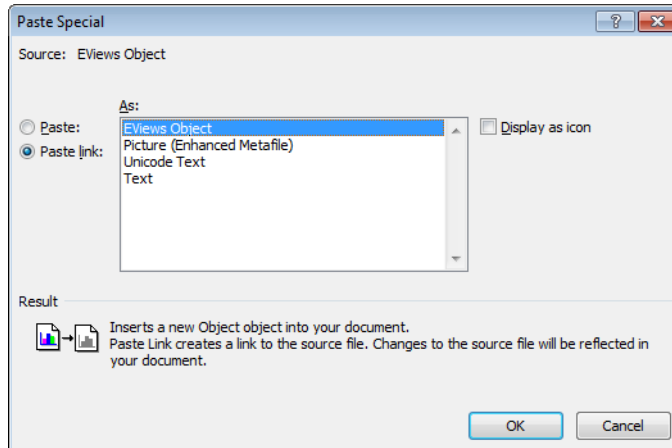 Paste Special
Source: EViews Object
As:
Paste:
EViews Object
Display as icon
Paste link:
Picture (Enhanced Metafile)
Unicode Text
Text
Result
Inserts a new Object object into your document.
Paste Link creates a link to the source file. Changes to the source file will be reflected in
your document.
OK
Cancel